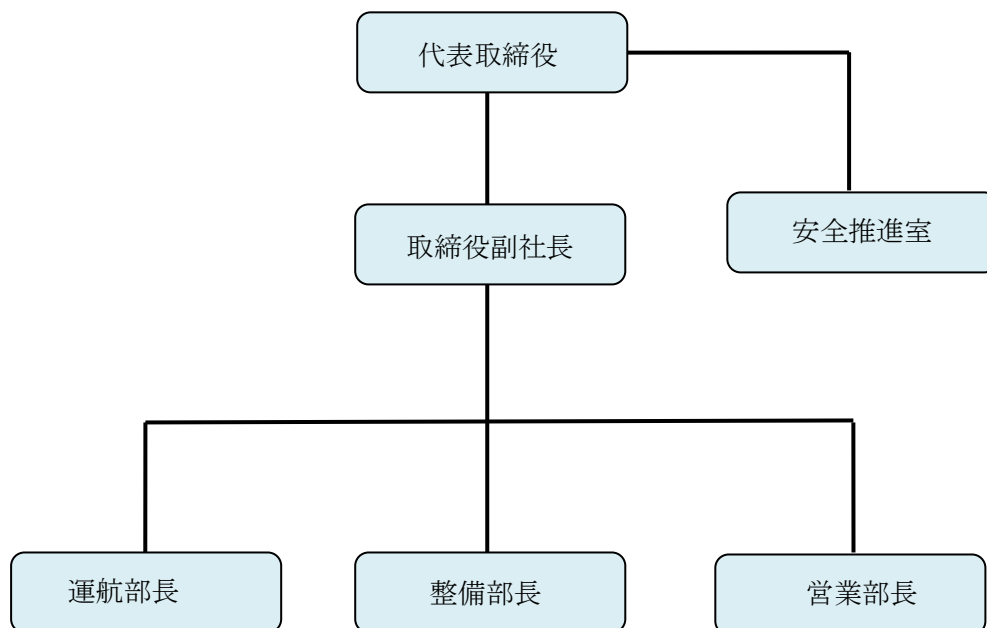 代表取締役
取締役副社長
安全推進室
運航部長
整備部長
営業部長